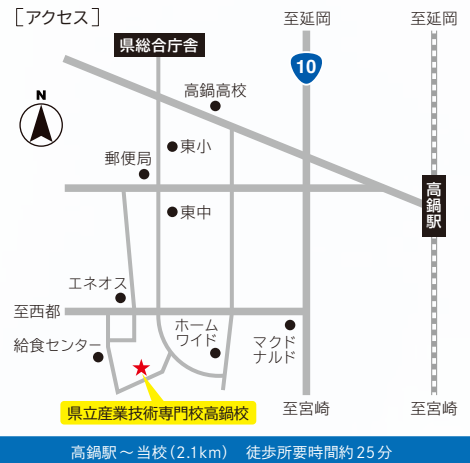 ［アクセス］
至延岡
至延岡
県総合庁舎
10
高鍋高校
N
東小
郵便局
高鍋駅
東中
エネオス
至西都
ホーム
ワイド
マクド
ナルド
給食センター
県立産業技術専門校高鍋校
至宮崎
至宮崎
高鍋駅～当校(2.1km)　徒歩所要時間約25分